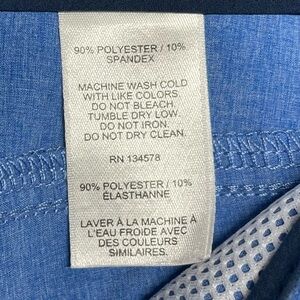 90% POLYESTER / 10%
SPANDEX
MACHINE WASH COLD
WITH LIKE COLORS.
DO NOT BLEACH.
TUMBLE DRY LOW.
DO NOT IRON.
DO NOT DRY CLEAN.
RN 134578
90% POLYESTER / 10%
ÉLASTHANNE
LAVER À LA MACHINE À
L'EAU FROIDE AVEC
DES COULEURS
SIMILAIRES.